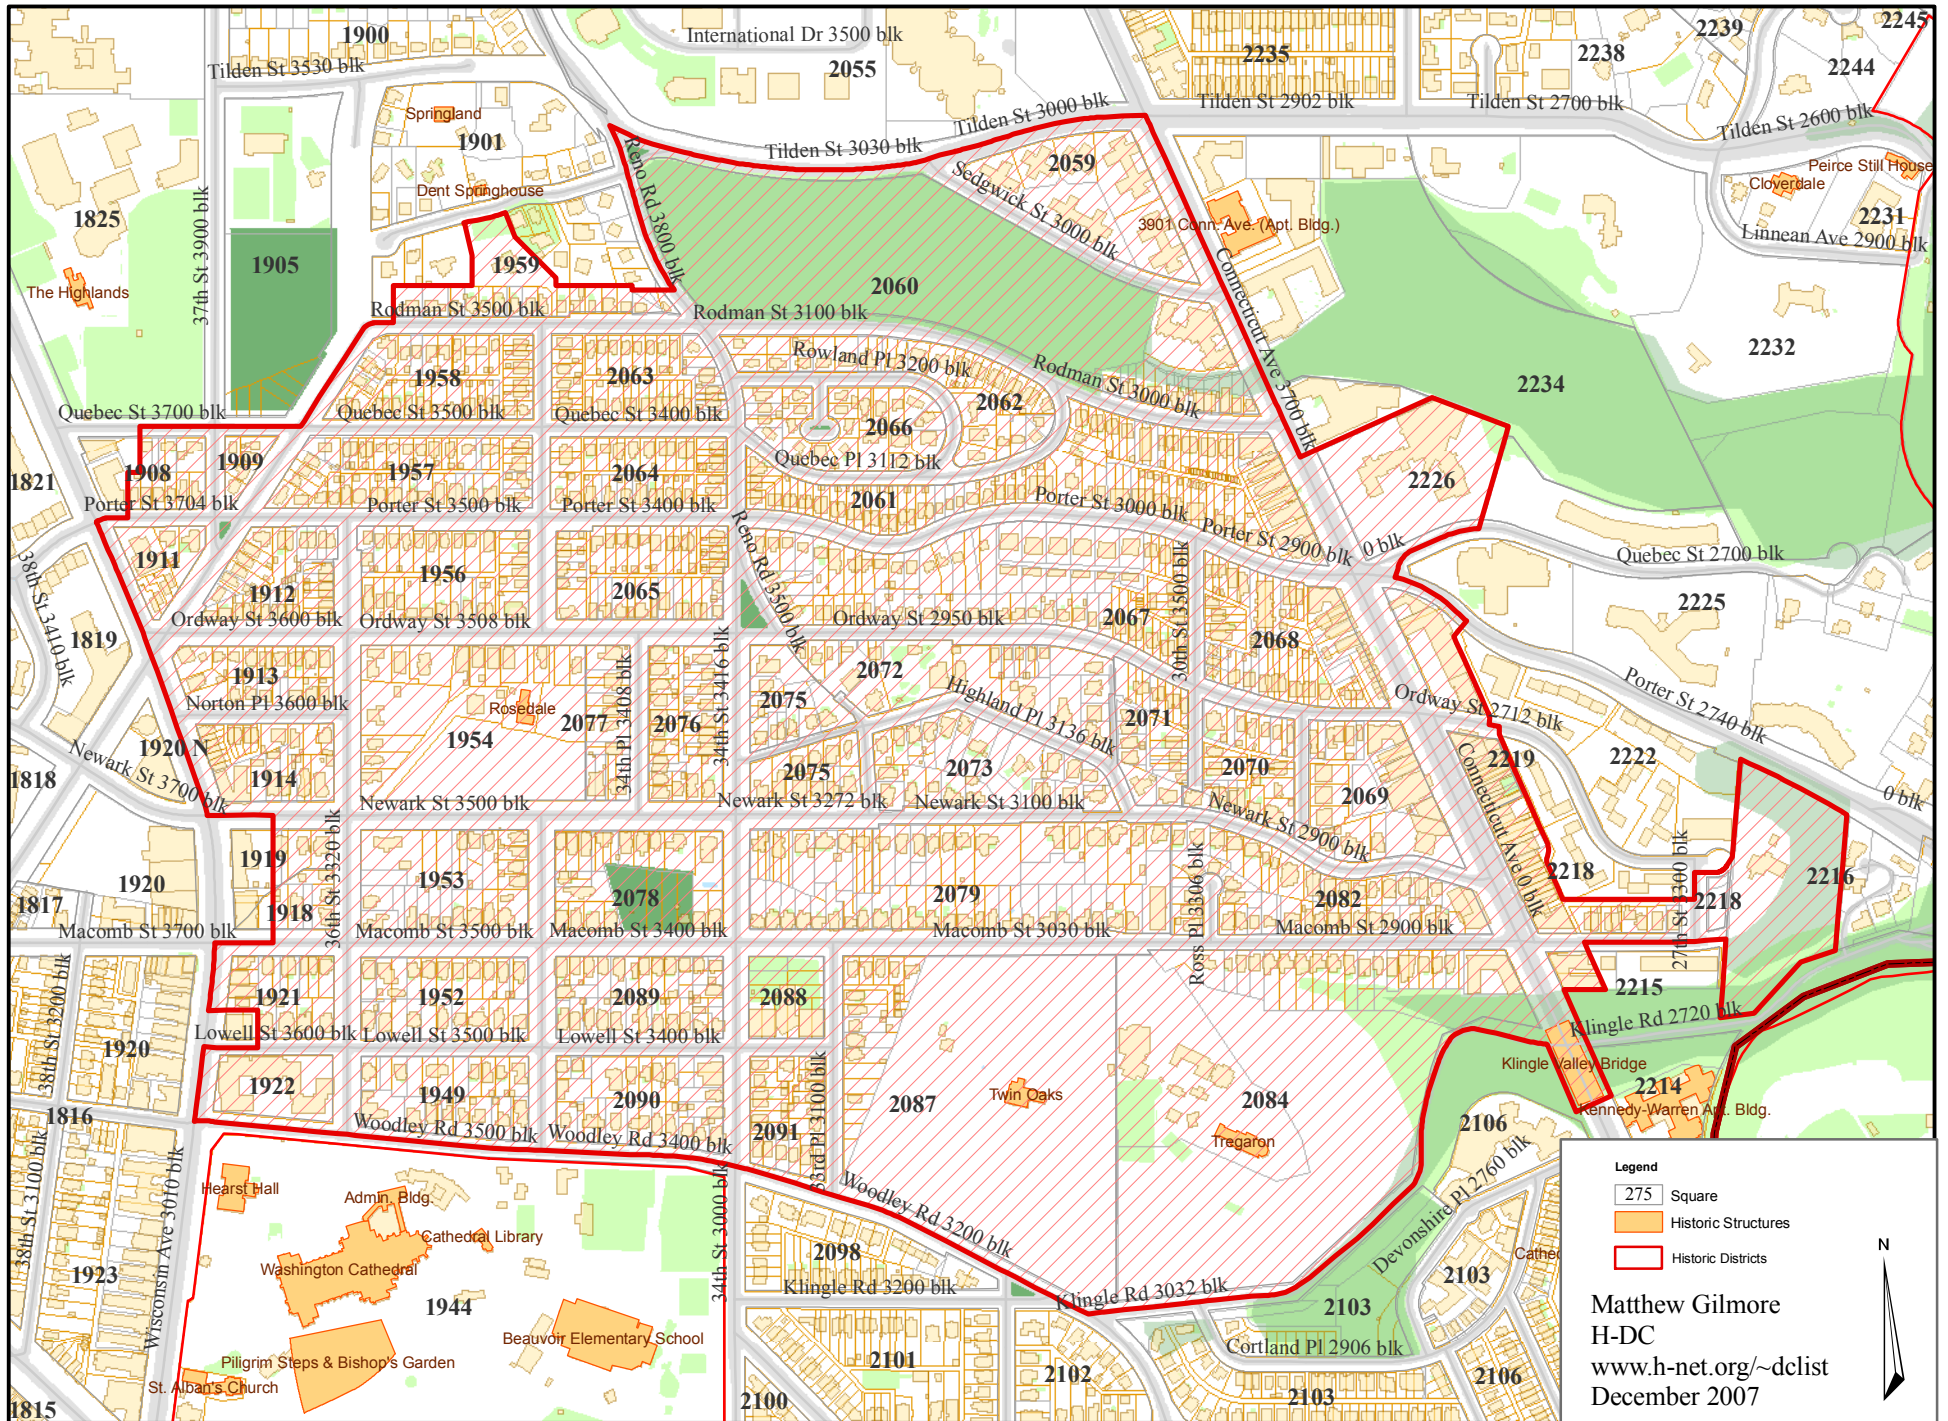 1900
International Dr 3500 blk
2055
2235
2238
2239
2245
2244
Tilden St 3530 blk
Tilden St 2902 blk
Tilden St 2700 blk
Tilden St 2600 blk
Springland
1901
Tilden St 3000 blk
Tilden St 3030 blk
2059
Peirce Still House
Cloverdale
1825
Dent Springhouse
Reno Rd 3800 blk
Sedgwick St 3000 blk
3901 Conn. Ave. (Apt. Bldg.)
2231
Linnean Ave 2900 blk
37th St 3900 blk
1905
1959
2060
The Highlands
Rodman St 3500 blk
Rodman St 3100 blk
Connecticut Ave 3700 blk
2232
1958
2063
Rowland Pl 3200 blk
Rodman St 3000 blk
2234
2062
Quebec St 3700 blk
Quebec St 3500 blk
Quebec St 3400 blk
2066
1821
1908
1909
1957
2064
Quebec Pl 3112 blk
2226
Porter St 3704 blk
Porter St 3500 blk
Porter St 3400 blk
2061
Porter St 3000 blk
Porter St 2900 blk
0 blk
Quebec St 2700 blk
1911
1912
1956
2065
Reno Rd 3500 blk
30th St 3500 blk
38th St 3410 blk
2225
1819
Ordway St 3600 blk
Ordway St 3508 blk
Ordway St 2950 blk
2067
2068
1913
Norton Pl 3600 blk
Rosedale
2077
34th Pl 3408 blk
2076
34th St 3416 blk
2075
2072
Highland Pl 3136 blk
2071
Ordway St 2712 blk
Porter St 2740 blk
1920 N
1954
2219
2222
1818
Newark St 3700 blk
1914
2075
2073
2070
2069
Connecticut Ave 0 blk
0 blk
Newark St 3500 blk
Newark St 3272 blk
Newark St 3100 blk
Newark St 2900 blk
1919
36th St 3320 blk
1953
2078
2079
Ross Pl 3306 blk
2082
2218
27th St 3300 blk
2218
2216
1817
1920
1918
Macomb St 3700 blk
Macomb St 3500 blk
Macomb St 3400 blk
Macomb St 3030 blk
Macomb St 2900 blk
38th St 3200 blk
1921
1952
2089
2088
2215
Klingle Rd 2720 blk
1920
Lowell St 3600 blk
Lowell St 3500 blk
Lowell St 3400 blk
Klingle Valley Bridge
1922
1949
2090
2091
33rd Pl 3100 blk
2087
Twin Oaks
2084
Tregaron
2214
Kennedy-Warren Apt. Bldg.
1816
Woodley Rd 3500 blk
Woodley Rd 3400 blk
2106
38th St 3100 blk
Wisconsin Ave 3010 blk
Hearst Hall
Admin. Bldg.
Cathedral Library
34th St 3000 blk
Woodley Rd 3200 blk
Devonshire Pl 2760 blk
Washington Cathedral
2098
1923
1944
Klingle Rd 3200 blk
Klingle Rd 3032 blk
2103
2103
Cathed
Beauvoir Elementary School
Piligrim Steps & Bishop's Garden
St. Alban's Church
2101
2102
Cortland Pl 2906 blk
2106
1815
2100
2103
Legend
275 Square
Historic Structures
Historic Districts
N
Matthew Gilmore
H-DC
www.h-net.org/~dclist
December 2007